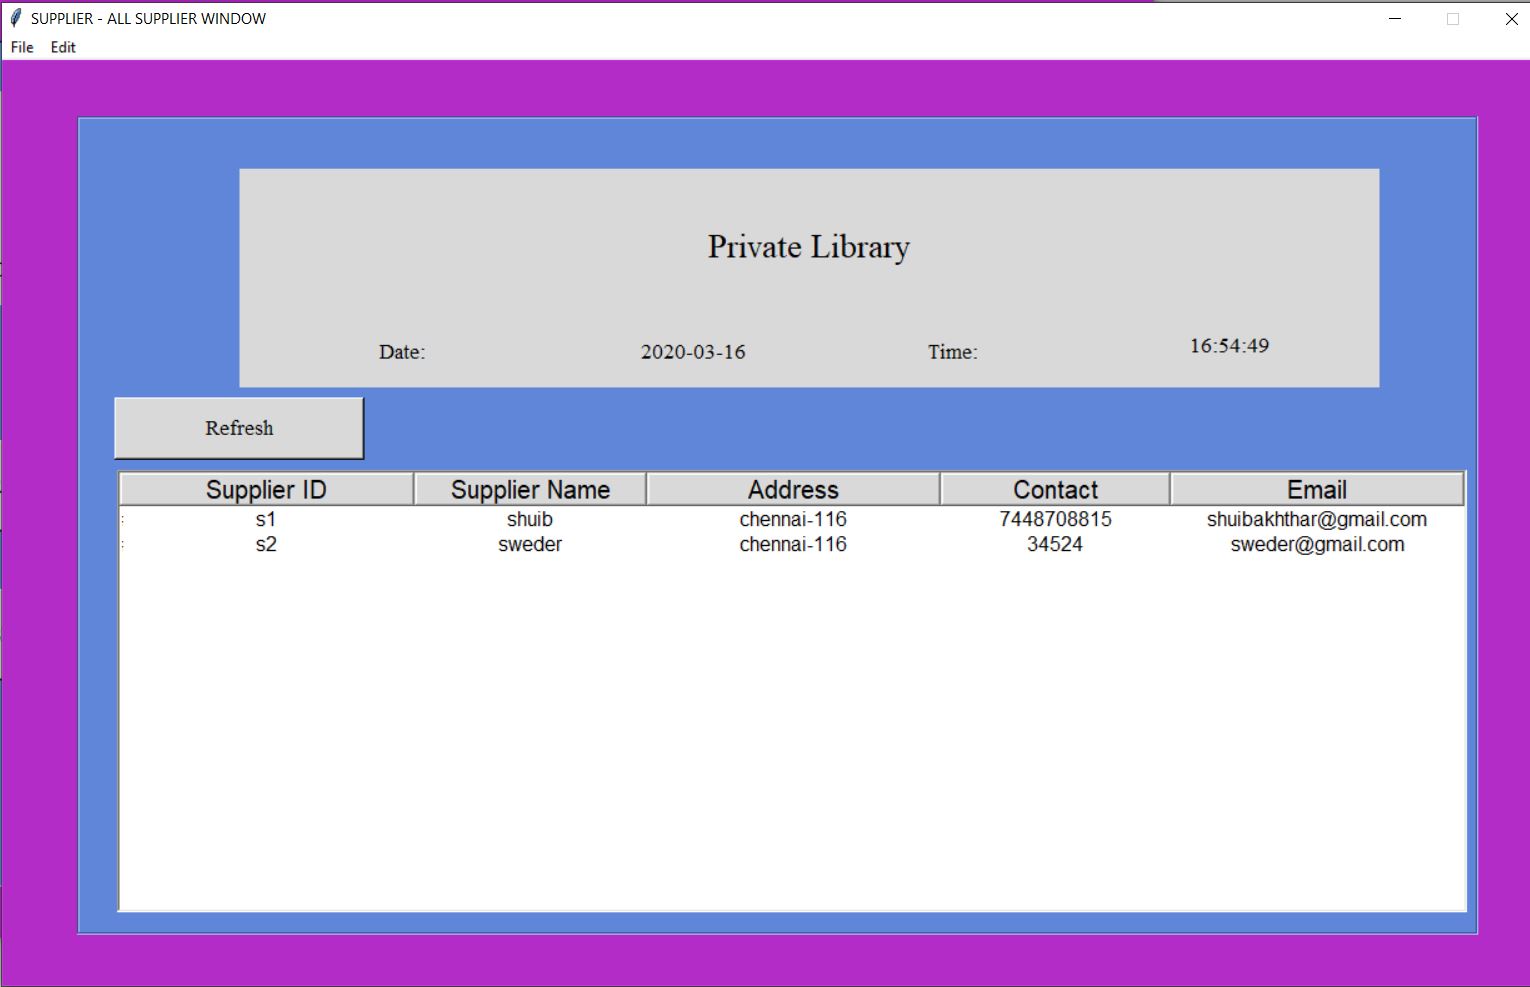 SUPPLIER - ALL SUPPLIER WINDOW
File Edit
Private Library
Date: 2020-03-16 Time: 16:54:49
Refresh
Supplier ID Supplier Name Address Contact Email
s1 shuib chennai-116 7448708815 shuibakhthar@gmail.com
s2 sweder chennai-116 34524 sweder@gmail.com